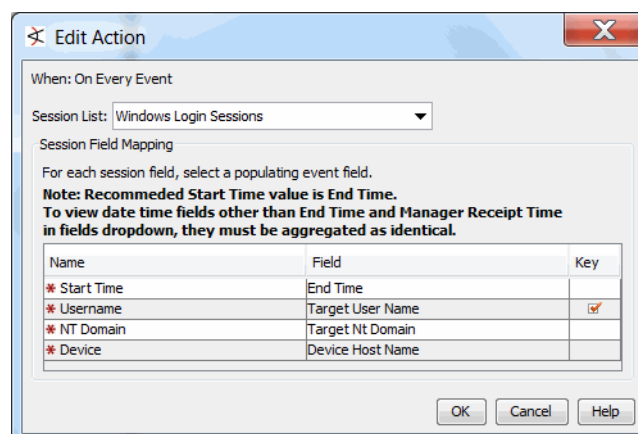 Edit Action
When: On Every Event
Session List: Windows Login Sessions
Session Field Mapping
For each session field, select a populating event field.
Note: Recommeded Start Time value is End Time.
To view date time fields other than End Time and Manager Receipt Time
in fields dropdown, they must be aggregated as identical.
Name Field Key
* Start Time End Time
* Username Target User Name
* NT Domain Target Nt Domain
* Device Device Host Name
OK Cancel Help